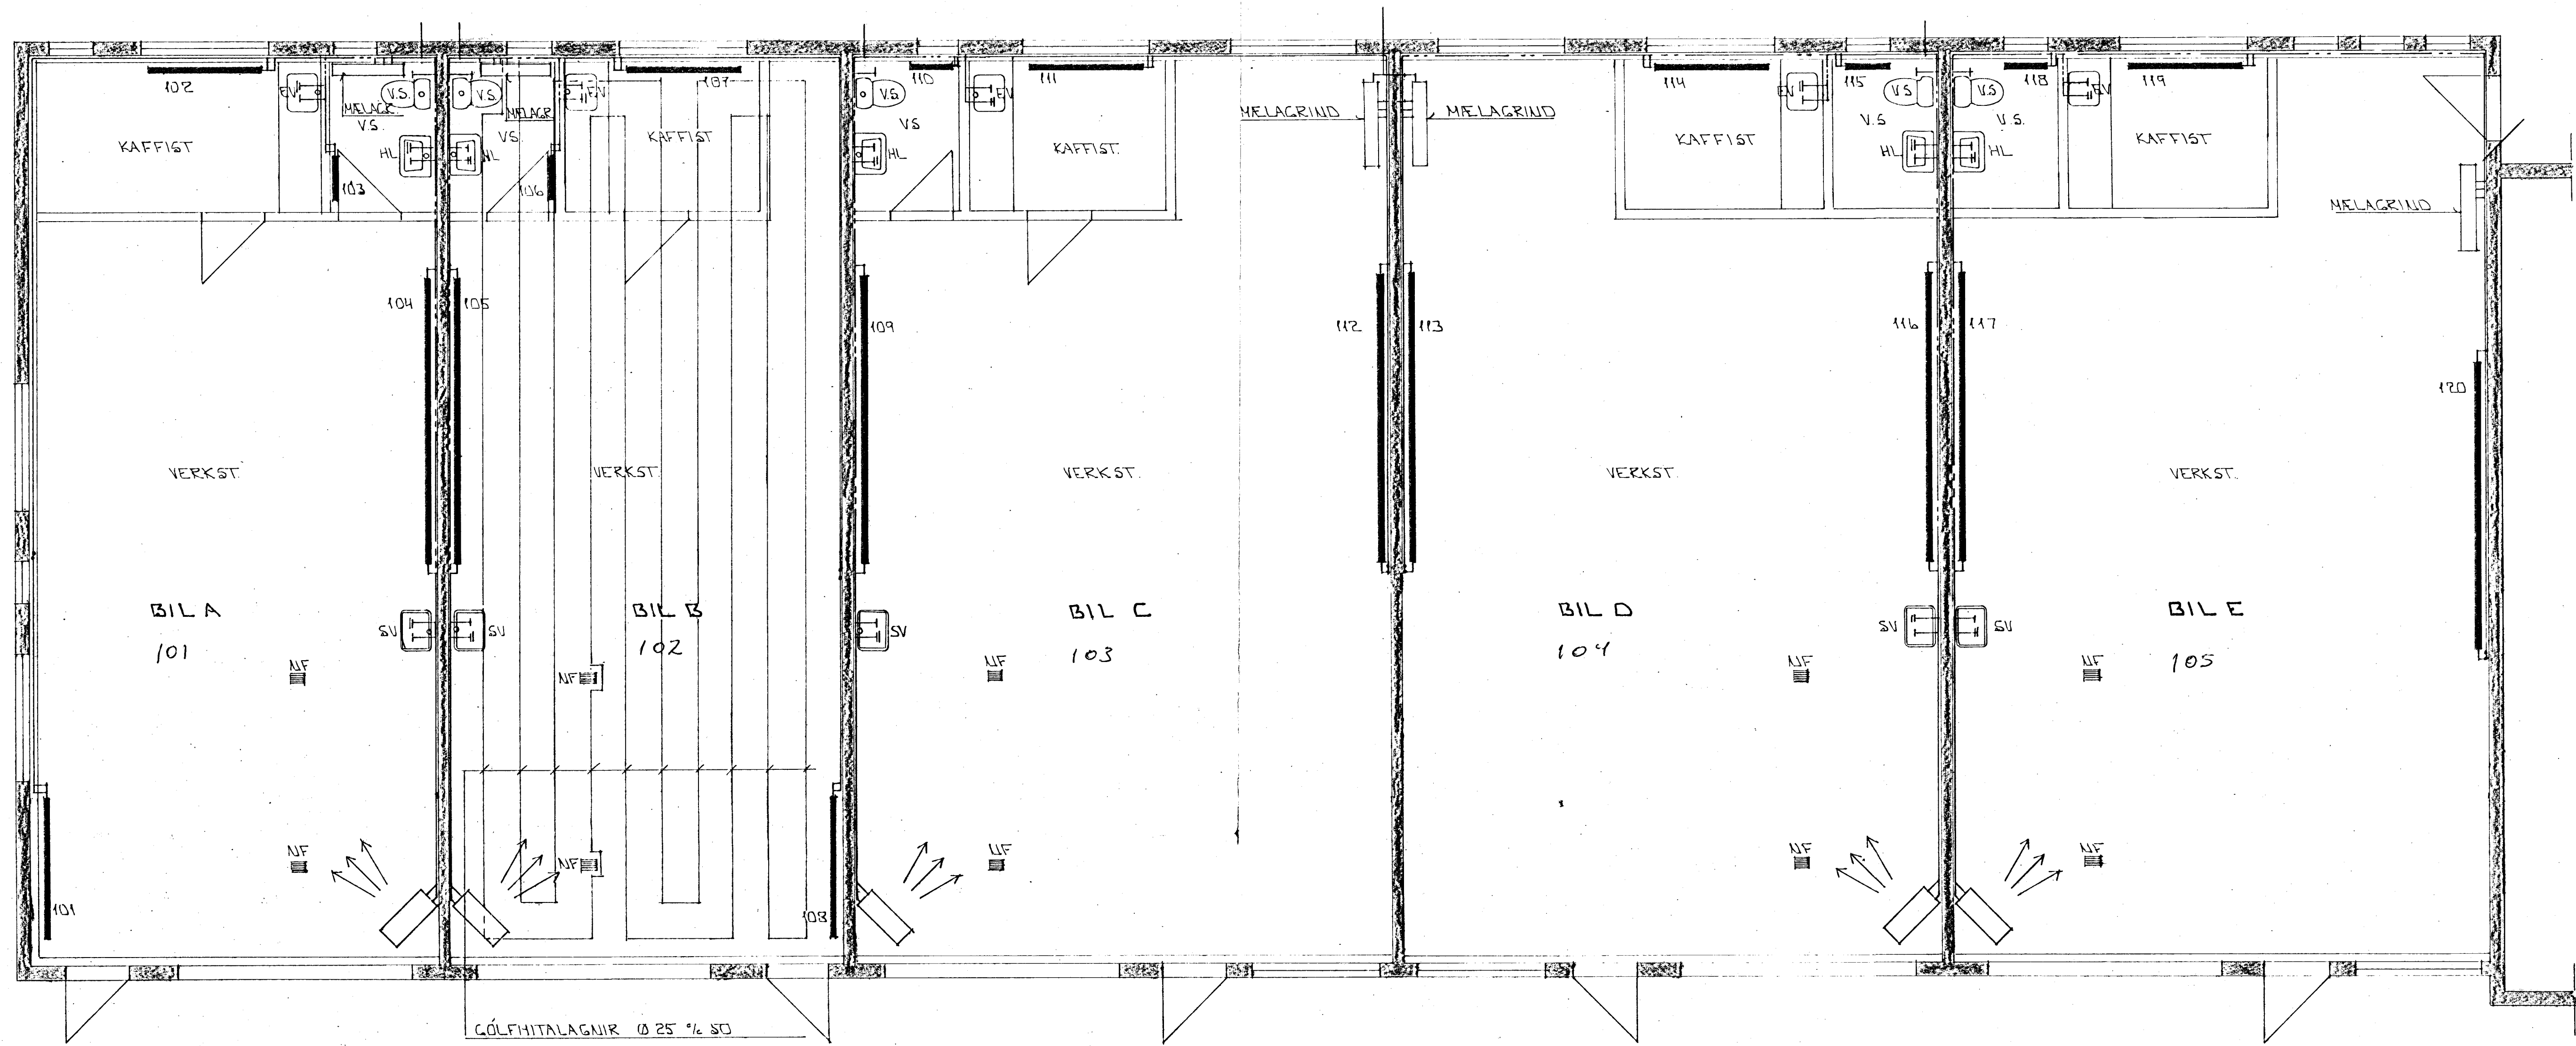 102
EV
MÆLAGR.
V.S.
V.S.
KAFFIST
HL
103
V.S.
MÆLAGR
V.S
HL
106
EV
107
KAFFIST
V.S
110
V.S
HL
EV
111
KAFFIST.
MÆLAGRIND
MÆLAGRIND
114
KAFFIST
EV
115
V.S
V.S
HL
V.S
118
V.S.
HL
EV
119
KAFFIST
MÆLAGRIND
104
105
109
112
113
116
117
120
VERKST.
VERKST.
VERKST.
VERKST.
VERKST.
BIL A
101
BIL B
102
BIL C
103
BIL D
104
BIL E
105
SV
SV
SV
SV
SV
NF
NF
NF
NF
NF
NF
NF
NF
NF
NF
101
108
GÓLFHITALAGNIR Ø 25 % 50